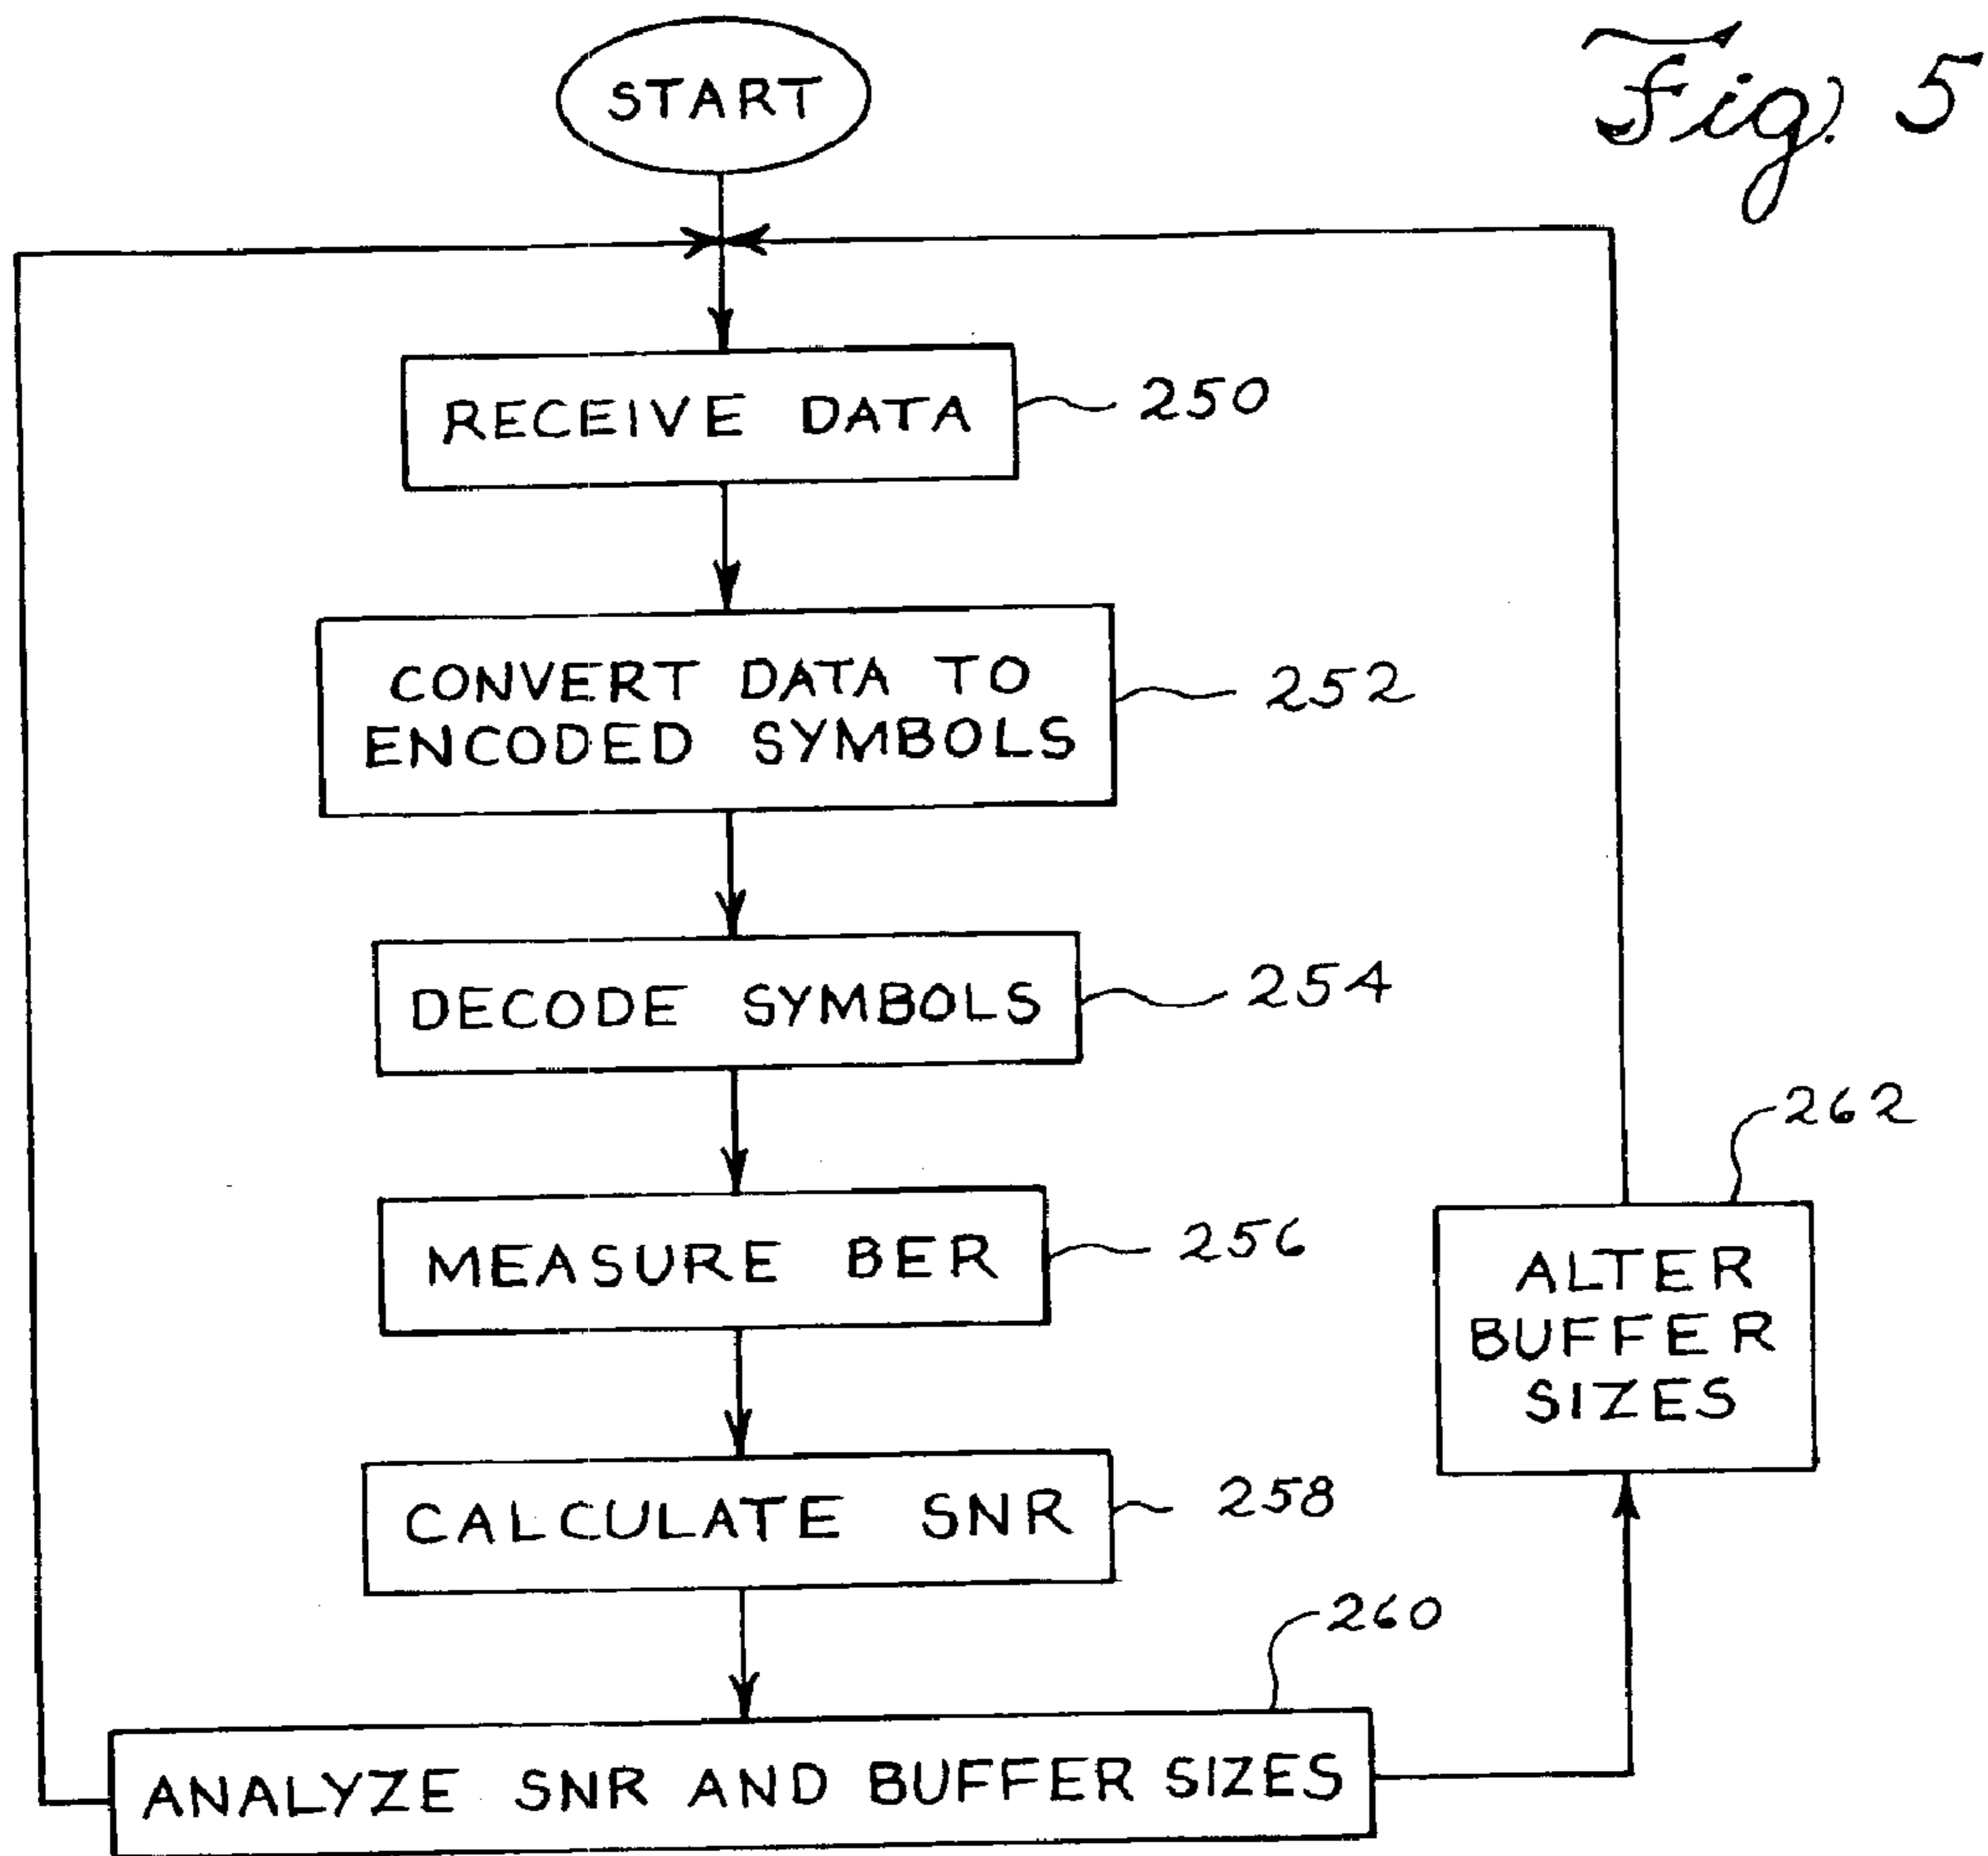 Fig. 5
START
RECEIVE DATA
250
CONVERT DATA TO
ENCODED SYMBOLS
252
DECODE SYMBOLS
254
MEASURE BER
256
262
ALTER
BUFFER
SIZES
CALCULATE SNR
258
260
ANALYZE SNR AND BUFFER SIZES